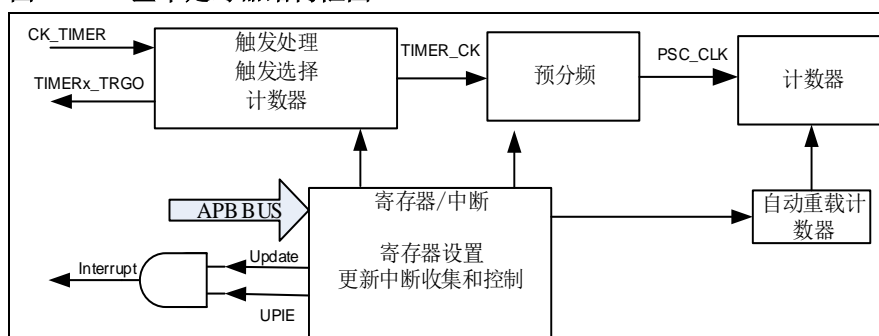 CK_TIMER
TIMERx_TRGO
触发处理
触发选择
计数器
TIMER_CK
预分频
PSC_CLK
计数器
APB BUS
寄存器/中断
寄存器设置
更新中断收集和控制
自动重载计
数器
Interrupt
Update
UPIE